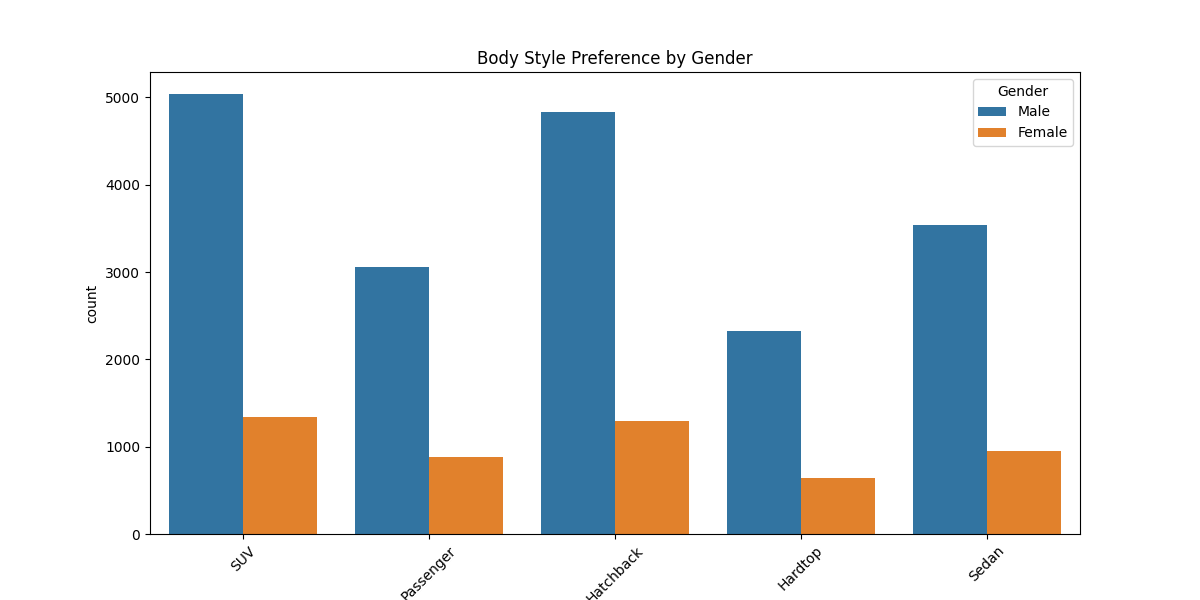 Body Style Preference by Gender
Gender
Male
Female
5000
4000
3000
2000
1000
0
count
SUV
Passenger
Hatchback
Hardtop
Sedan